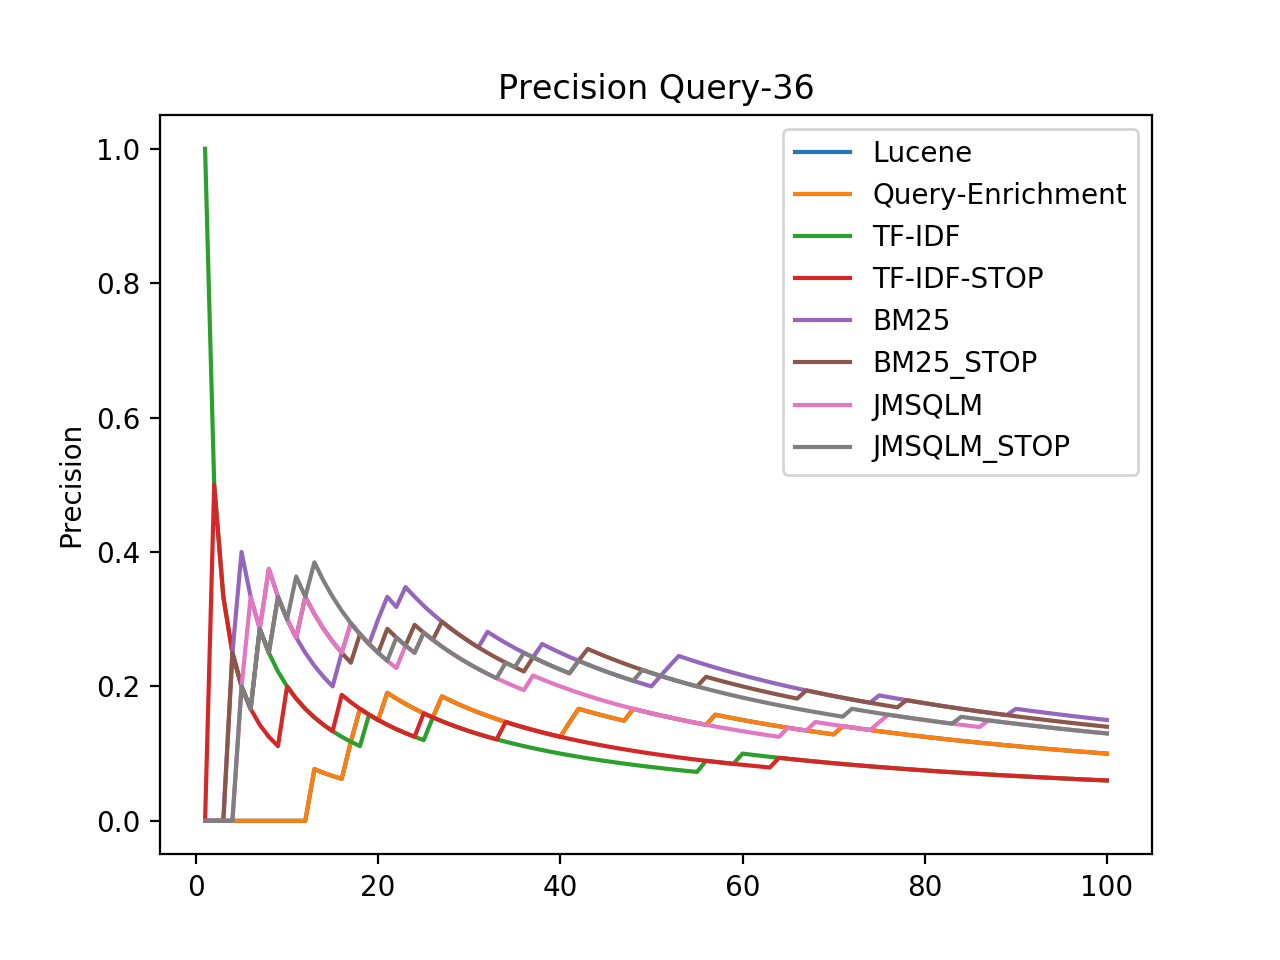 Precision Query-36
1.0
0.8
0.6
0.4
0.2
0.0
Precision
0 20 40 60 80 100
Lucene
Query-Enrichment
TF-IDF
TF-IDF-STOP
BM25
BM25_STOP
JMSQLM
JMSQLM_STOP